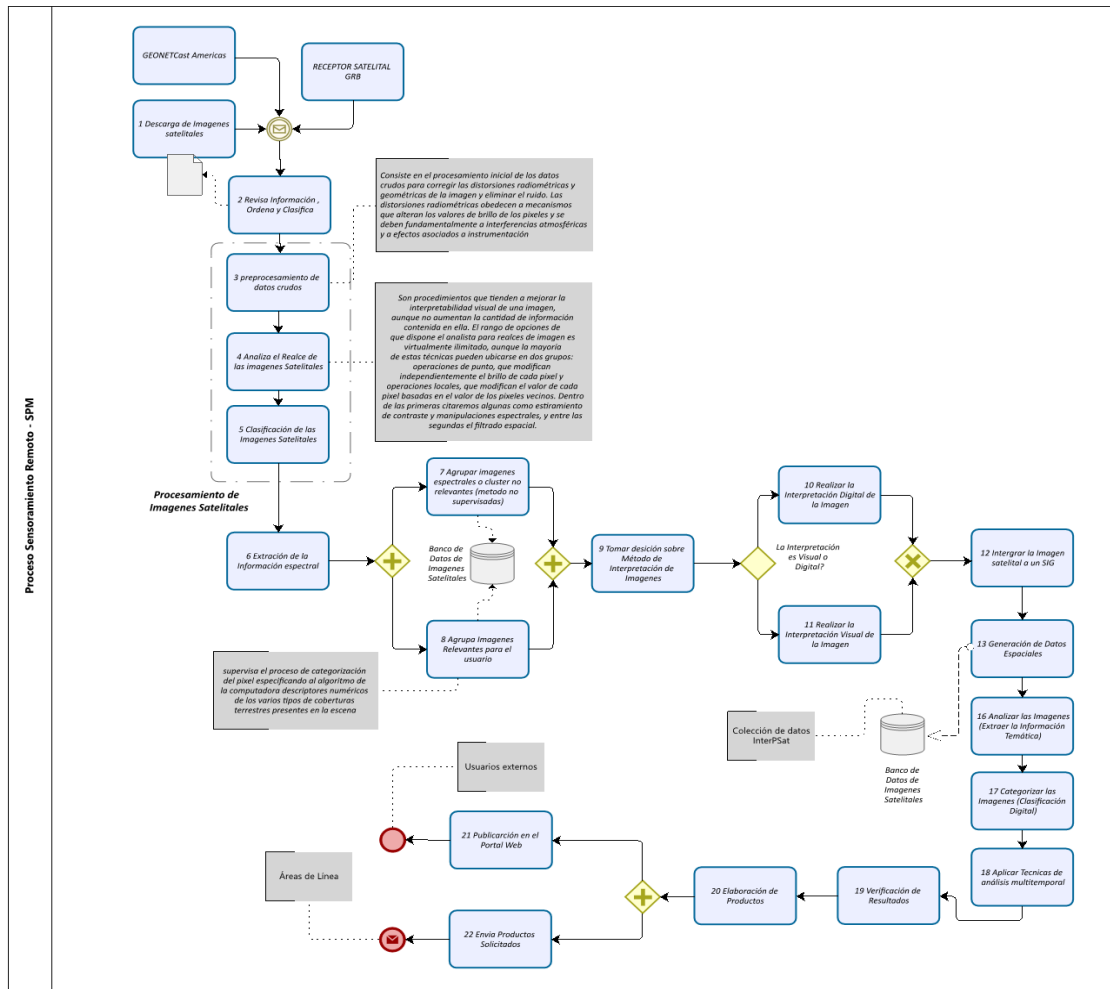 Processo Sensoramiento Remoto - SPM
GEONETCast Americas
RECEPTOR SATELITAL
GRB
1 Descarga de Imagenes
satelitales
2 Revisa Información ,
Ordena y Clasifica
Consiste en el procesamiento inicial de los datos
crudos para corregir las distorsiones radiométricas y
geométricas de la imagen y eliminar el ruido. Las
distorsiones radiométricas obedecen a mecanismos
que alteran los valores de brillo de los pixeles y se
deben fundamentalmente a interferencias atmosféricas
y a efectos asociados a instrumentación
3 preprocesamiento de
datos crudos
Son procedimientos que tienden a mejorar la
interpretabilidad visual de una imagen,
aunque no aumentan la cantidad de información
contenida en ella. El rango de opciones de
que dispone el analista para realces de imagen es
virtualmente ilimitado, aunque la mayoría
de estas técnicas pueden ubicarse en dos grupos:
operaciones de punto, que modifican
independientemente el brillo de cada pixel y
operaciones locales, que modifican el valor de cada
pixel basadas en el valor de los pixeles vecinos. Dentro
de las primeras citaremos algunas como estiramiento
de contraste y manipulaciones espectrales, y entre las
segundas el filtrado espacial.
4 Analiza el Realce de
las imagenes Satelitales
5 Clasificación de las
Imagenes Satelitales
Procesamiento de
Imagenes Satelitales
6 Extración de la
Información espectral
7 Agrupar imagenes
espectrales o cluster no
relevantes (metodo no
supervisadas)
Banco de
Datos de
Imagenes
Satelitales
8 Agrupa Imagenes
Relevantes para el
usuario
supervisa el proceso de categorización
del pixel especificando al algoritmo de
la computadora descriptores numéricos
de los varios tipos de coberturas
terrestres presentes en la escena
9 Tomar desición sobre
Método de
Interpretación de
Imagenes
La Interpretación
es Visual o
Digital?
10 Realizar la
Interpretación Digital de
la Imagen
11 Realizar la
Interpretación Visual de
la Imagen
12 Intergrar la Imagen
satelital a un SIG
13 Generación de Datos
Espaciales
Colección de datos
InterPSat
Banco de
Datos de
Imagenes
Satelitales
16 Analizar las Imagenes
(Extraer la Información
Temática)
17 Categorizar las
Imagenes (Clasificación
Digital)
18 Aplicar Tecnicas de
análisis multitemporal
19 Verificación de
Resultados
20 Elaboración de
Productos
Usuarios externos
21 Publicarción en el
Portal Web
Áreas de Línea
22 Envia Productos
Solicitados